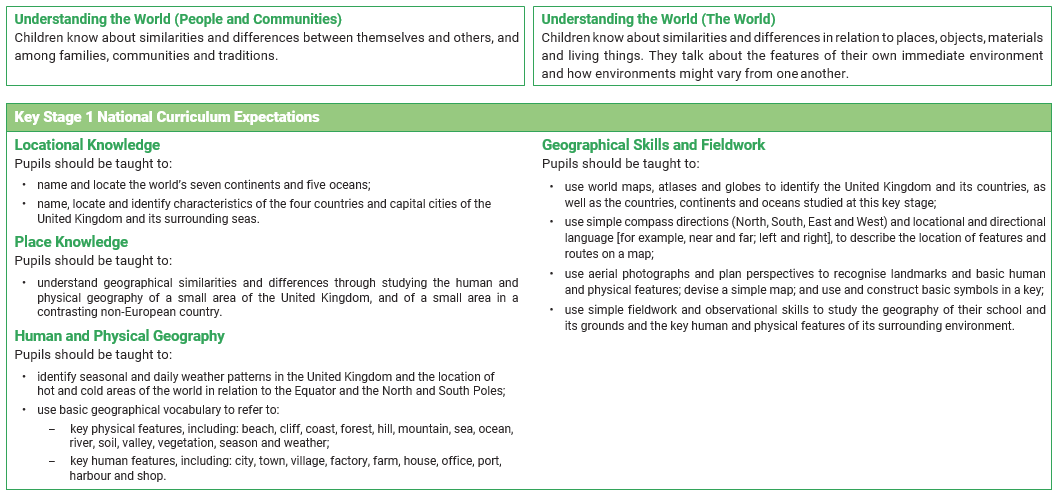 Understanding the World (People and Communities)
Children know about similarities and differences between themselves and others, and
among families, communities and traditions.
Understanding the World (The World)
Children know about similarities and differences in relation to places, objects, materials
and living things. They talk about the features of their own immediate environment
and how environments might vary from one another.
Key Stage 1 National Curriculum Expectations
Locational Knowledge
Pupils should be taught to:
• name and locate the world's seven continents and five oceans;
• name, locate and identify characteristics of the four countries and capital cities of the
United Kingdom and its surrounding seas.
Place Knowledge
Pupils should be taught to:
• understand geographical similarities and differences through studying the human and
physical geography of a small area of the United Kingdom, and of a small area in a
contrasting non-European country.
Human and Physical Geography
Pupils should be taught to:
• identify seasonal and daily weather patterns in the United Kingdom and the location of
hot and cold areas of the world in relation to the Equator and the North and South Poles;
• use basic geographical vocabulary to refer to:
– key physical features, including: beach, cliff, coast, forest, hill, mountain, sea, ocean,
river, soil, valley, vegetation, season and weather;
– key human features, including: city, town, village, factory, farm, house, office, port,
harbour and shop.
Geographical Skills and Fieldwork
Pupils should be taught to:
• use world maps, atlases and globes to identify the United Kingdom and its countries, as
well as the countries, continents and oceans studied at this key stage;
• use simple compass directions (North, South, East and West) and locational and directional
language [for example, near and far; left and right], to describe the location of features and
routes on a map;
• use aerial photographs and plan perspectives to recognise landmarks and basic human
and physical features; devise a simple map; and use and construct basic symbols in a key;
• use simple fieldwork and observational skills to study the geography of their school and
its grounds and the key human and physical features of its surrounding environment.